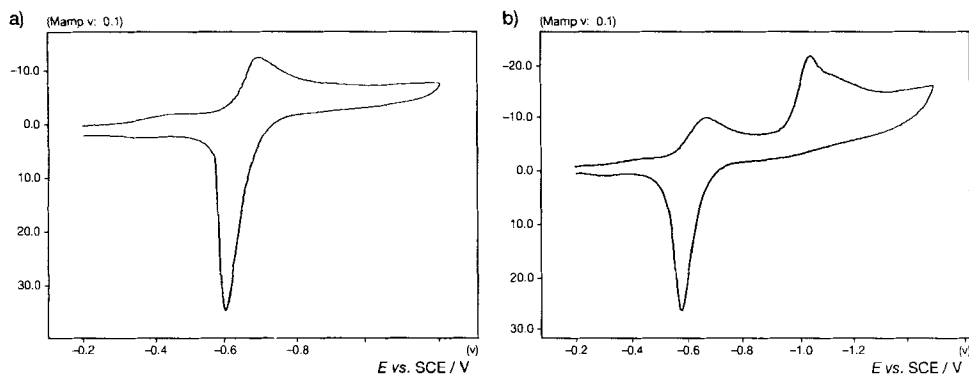 a)
(Mamp v: 0.1)
-10.0
0.0
10.0
20.0
30.0
-0.2 -0.4 -0.6 -0.8 (v)
E vs. SCE / V
b)
(Mamp v: 0.1)
-20.0
-10.0
0.0
10.0
20.0
30.0
-0.2 -0.4 -0.6 -0.8 -1.0 -1.2 (v)
E vs. SCE / V